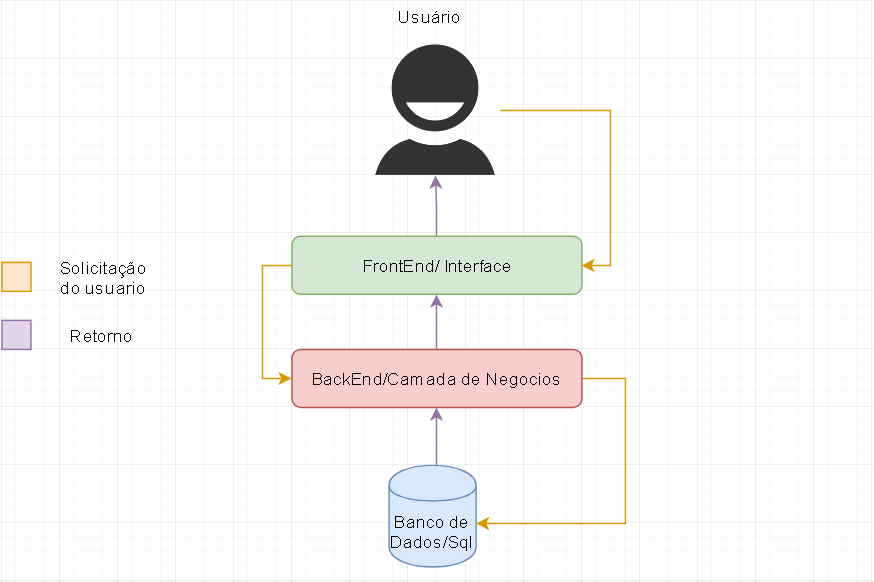 Usuário
FrontEnd/ Interface
Solicitação
do usuario
Retorno
BackEnd/Camada de Negocios
Banco de
Dados/Sql